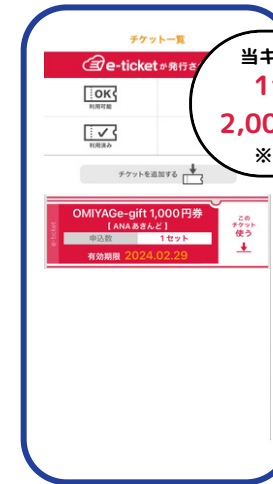 チケット一覧
e-ticketが発行さ
OK
利用可能
利用済み
チケットを追加する
OMIYAGe-gift 1,000円券
【ANAあきんど】
申込数 1セット
有効期限 2024.02.29
e-ticket
この
チケット
使う
当キ
2,00
※